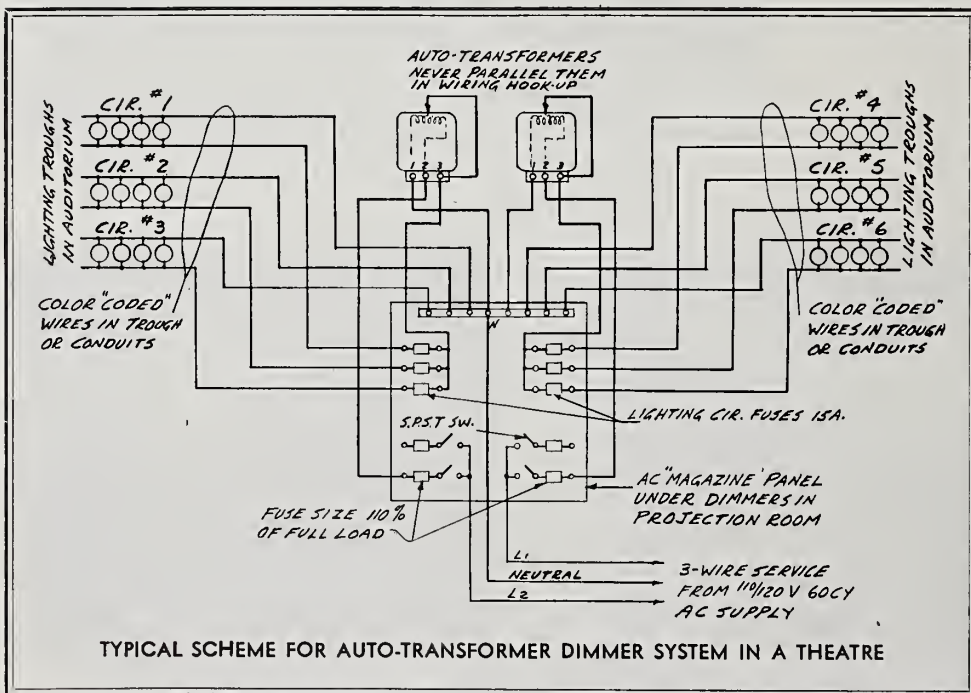 AUTO-TRANSFORMERS
NEVER PARALLEL THEM
IN WIRING HOOK-UP
LIGHTING TROUGHS
IN AUDITORIUM
CIR. #1
CIR. #2
CIR. #3
COLOR "CODED"
WIRES IN TROUGH
OR CONDUITS
1 2 3
1 2 3
CIR. #4
CIR. #5
CIR. #6
LIGHTING TROUGHS
IN AUDITORIUM
COLOR "CODED"
WIRES IN TROUGH
OR CONDUITS
W
LIGHTING CIR. FUSES 15A.
S.P.S.T SW.
AC "MAGAZINE' PANEL
UNDER DIMMERS IN
PROJECTION ROOM
FUSE SIZE 110%
OF FULL LOAD
L1
NEUTRAL
L2
3-WIRE SERVICE
FROM 110/120 V 60CY
AC SUPPLY
TYPICAL SCHEME FOR AUTO-TRANSFORMER DIMMER SYSTEM IN A THEATRE